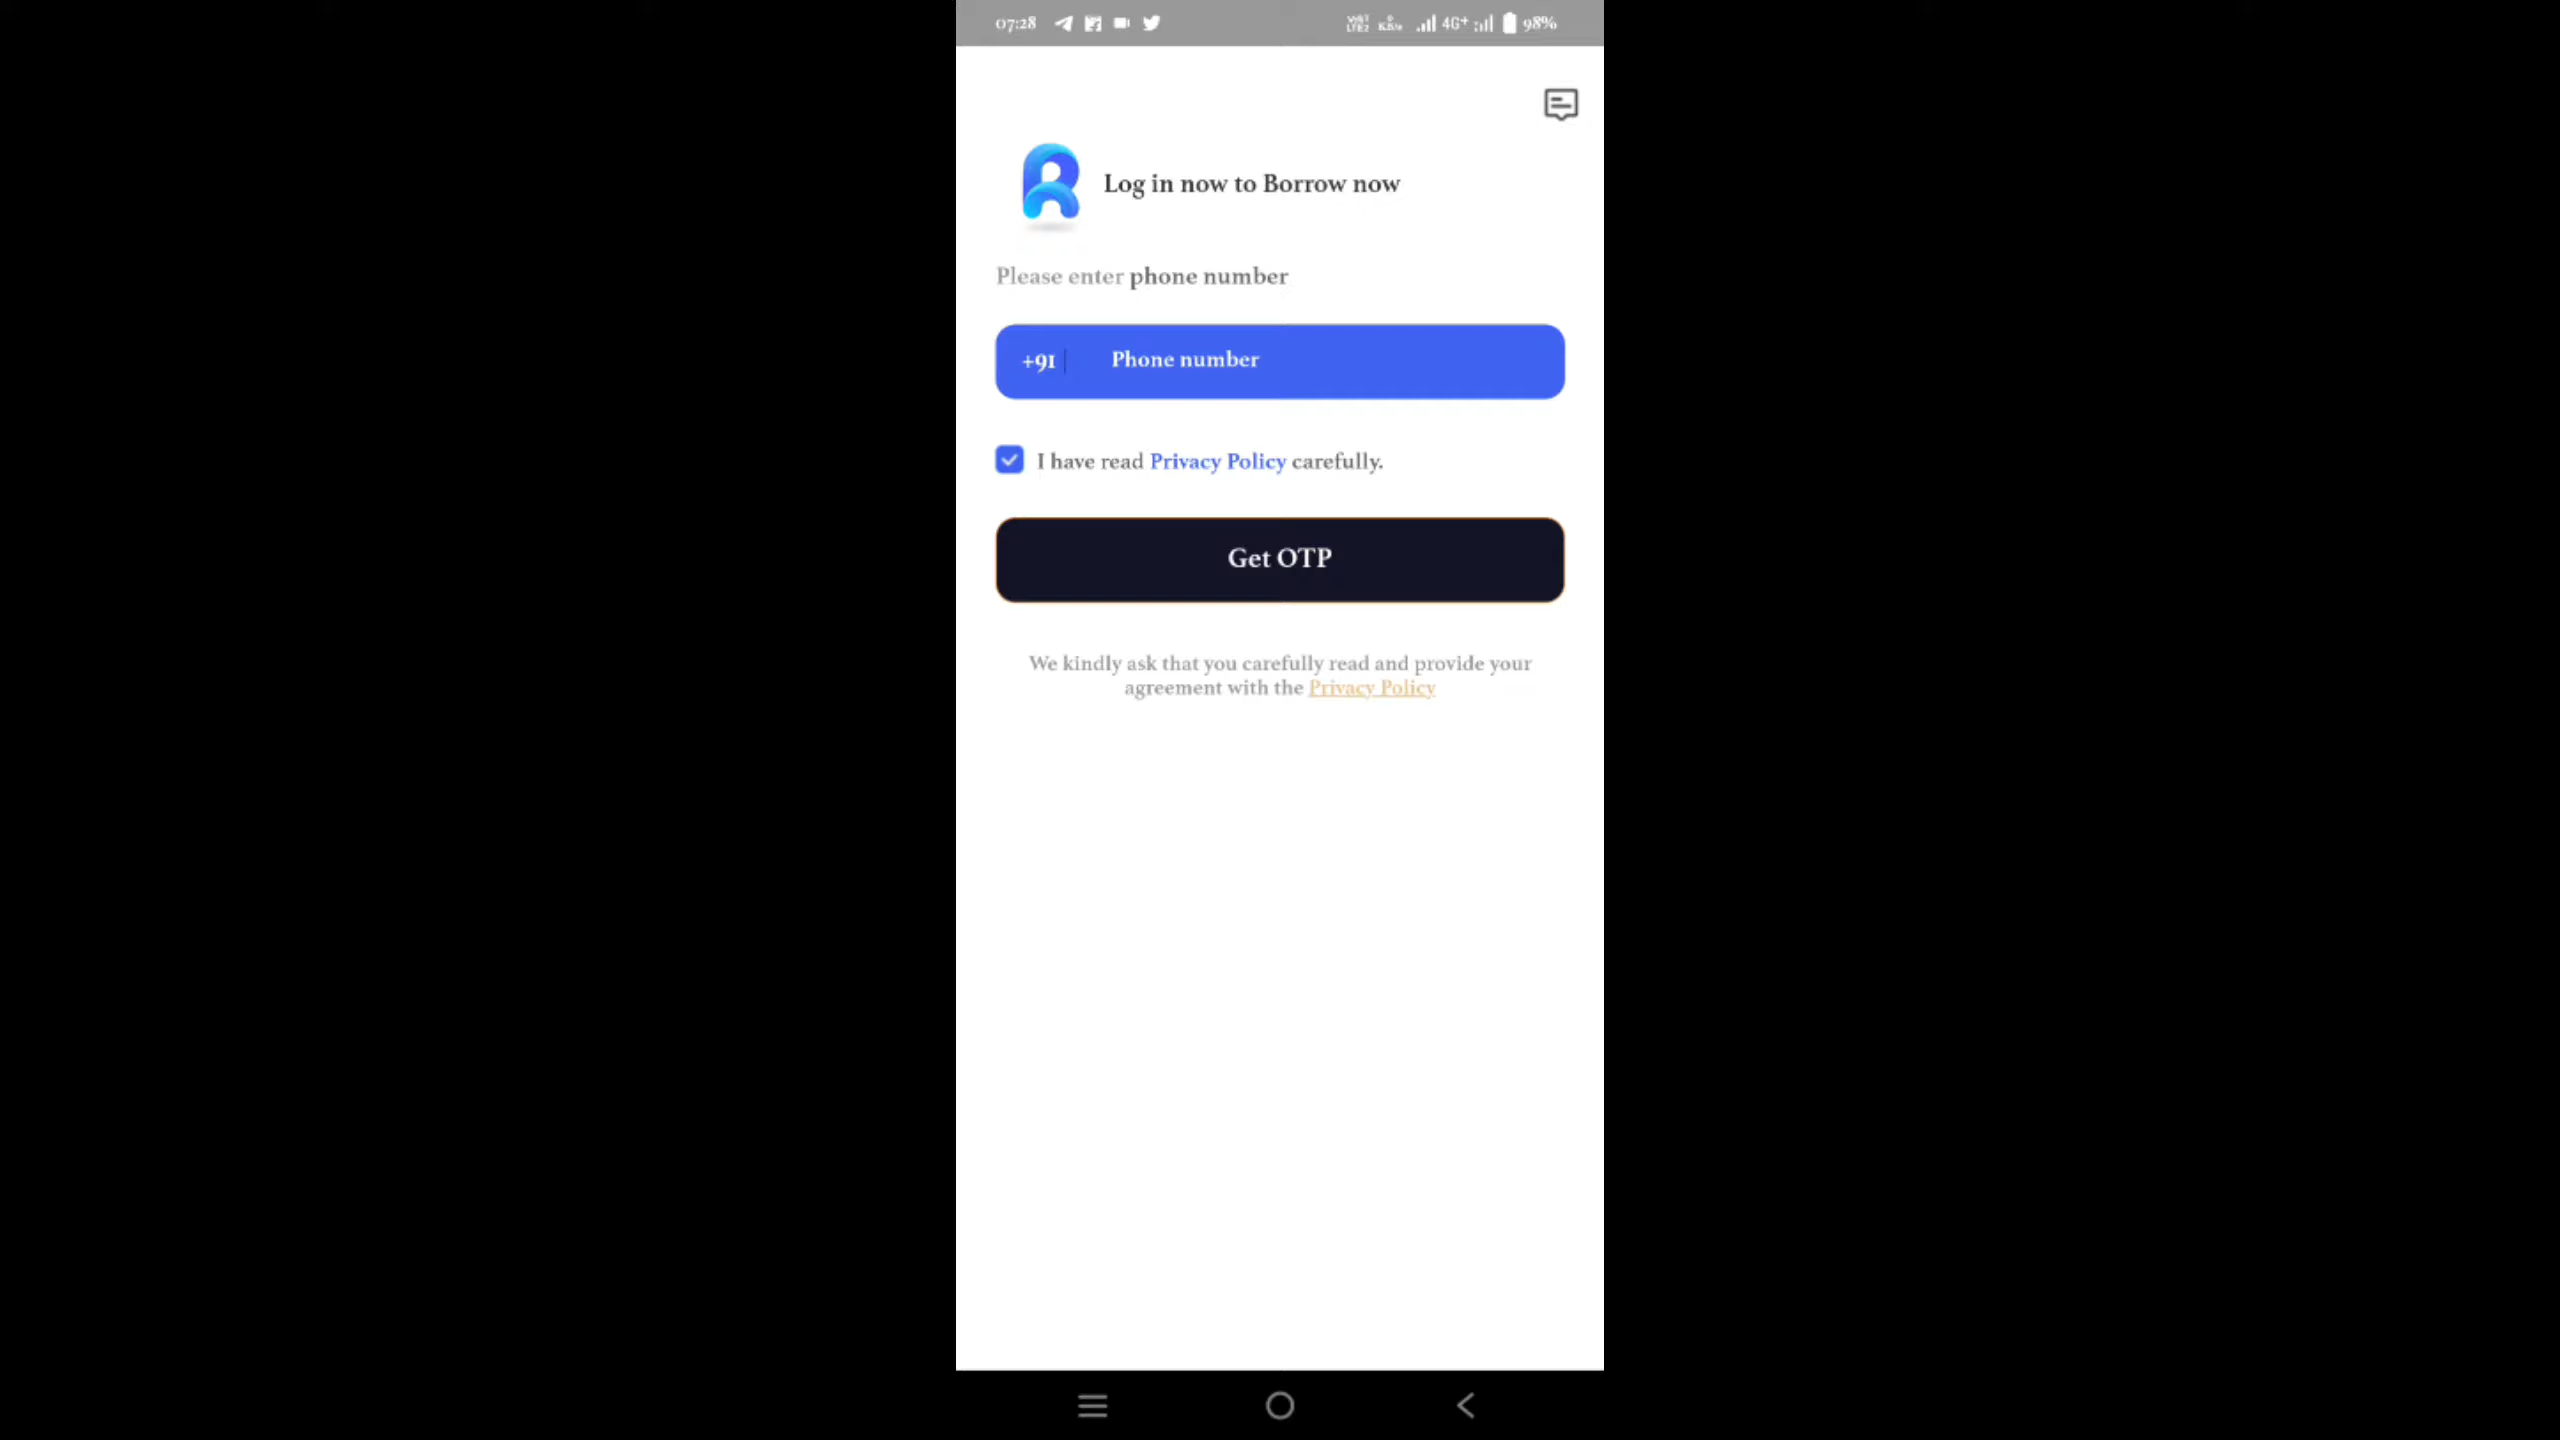 07:28
4G+ 98%
Log in now to Borrow now
Please enter phone number
+91 Phone number
I have read Privacy Policy carefully.
Get OTP
We kindly ask that you carefully read and provide your
agreement with the Privacy Policy